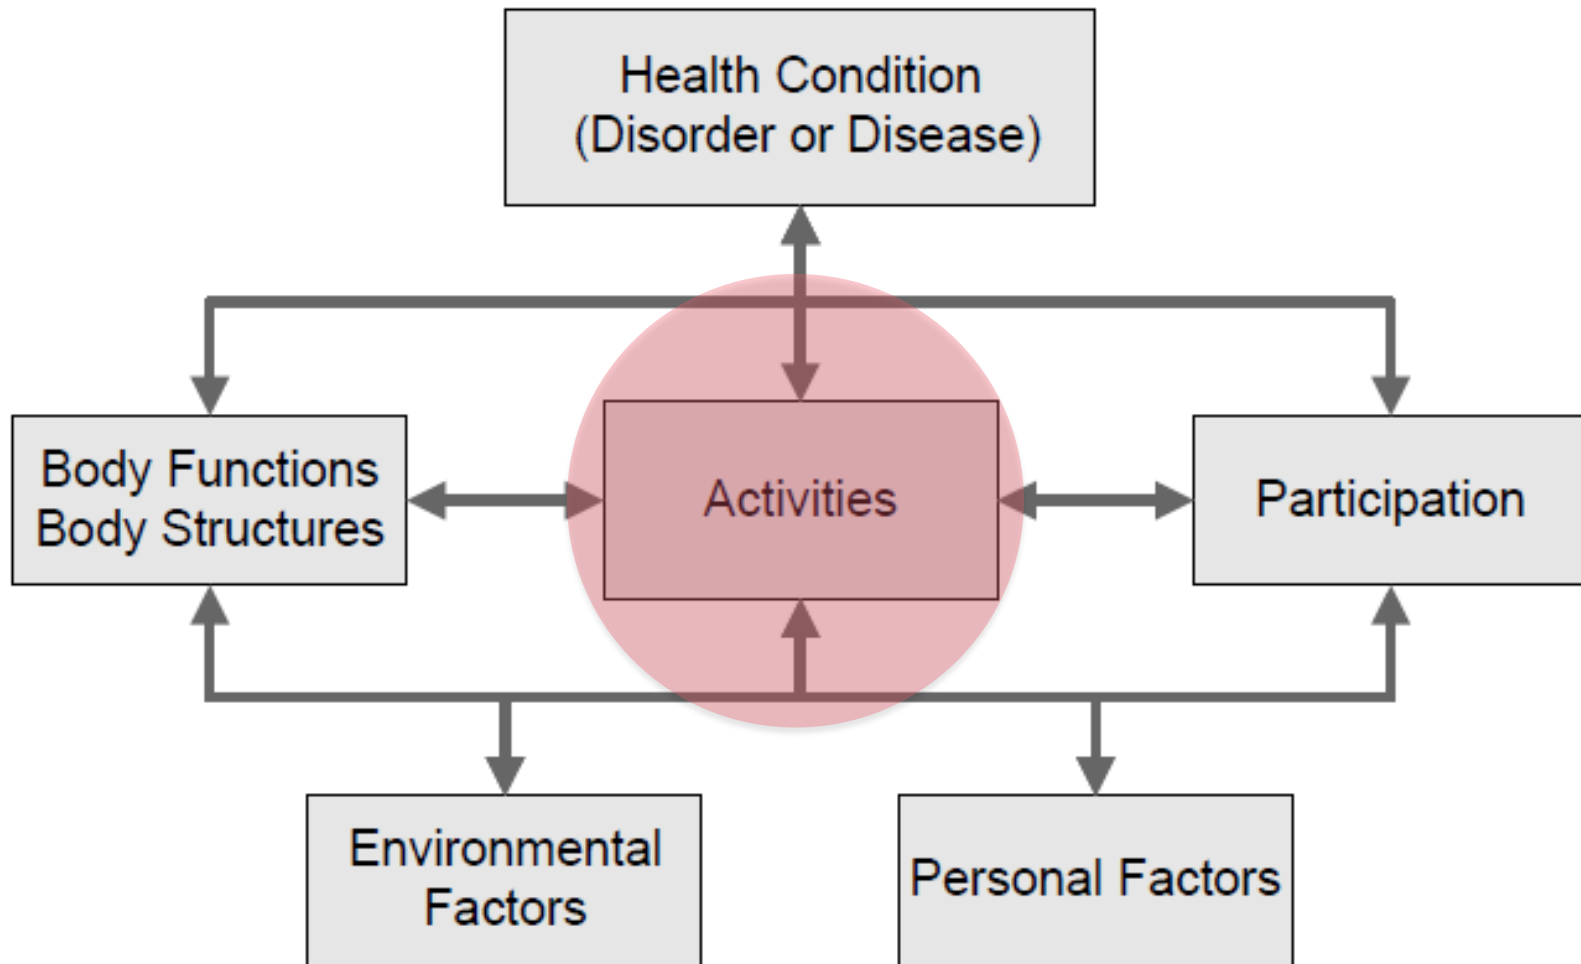 Health Condition
(Disorder or Disease)
Body Functions
Body Structures
Activities
Participation
Environmental
Factors
Personal Factors